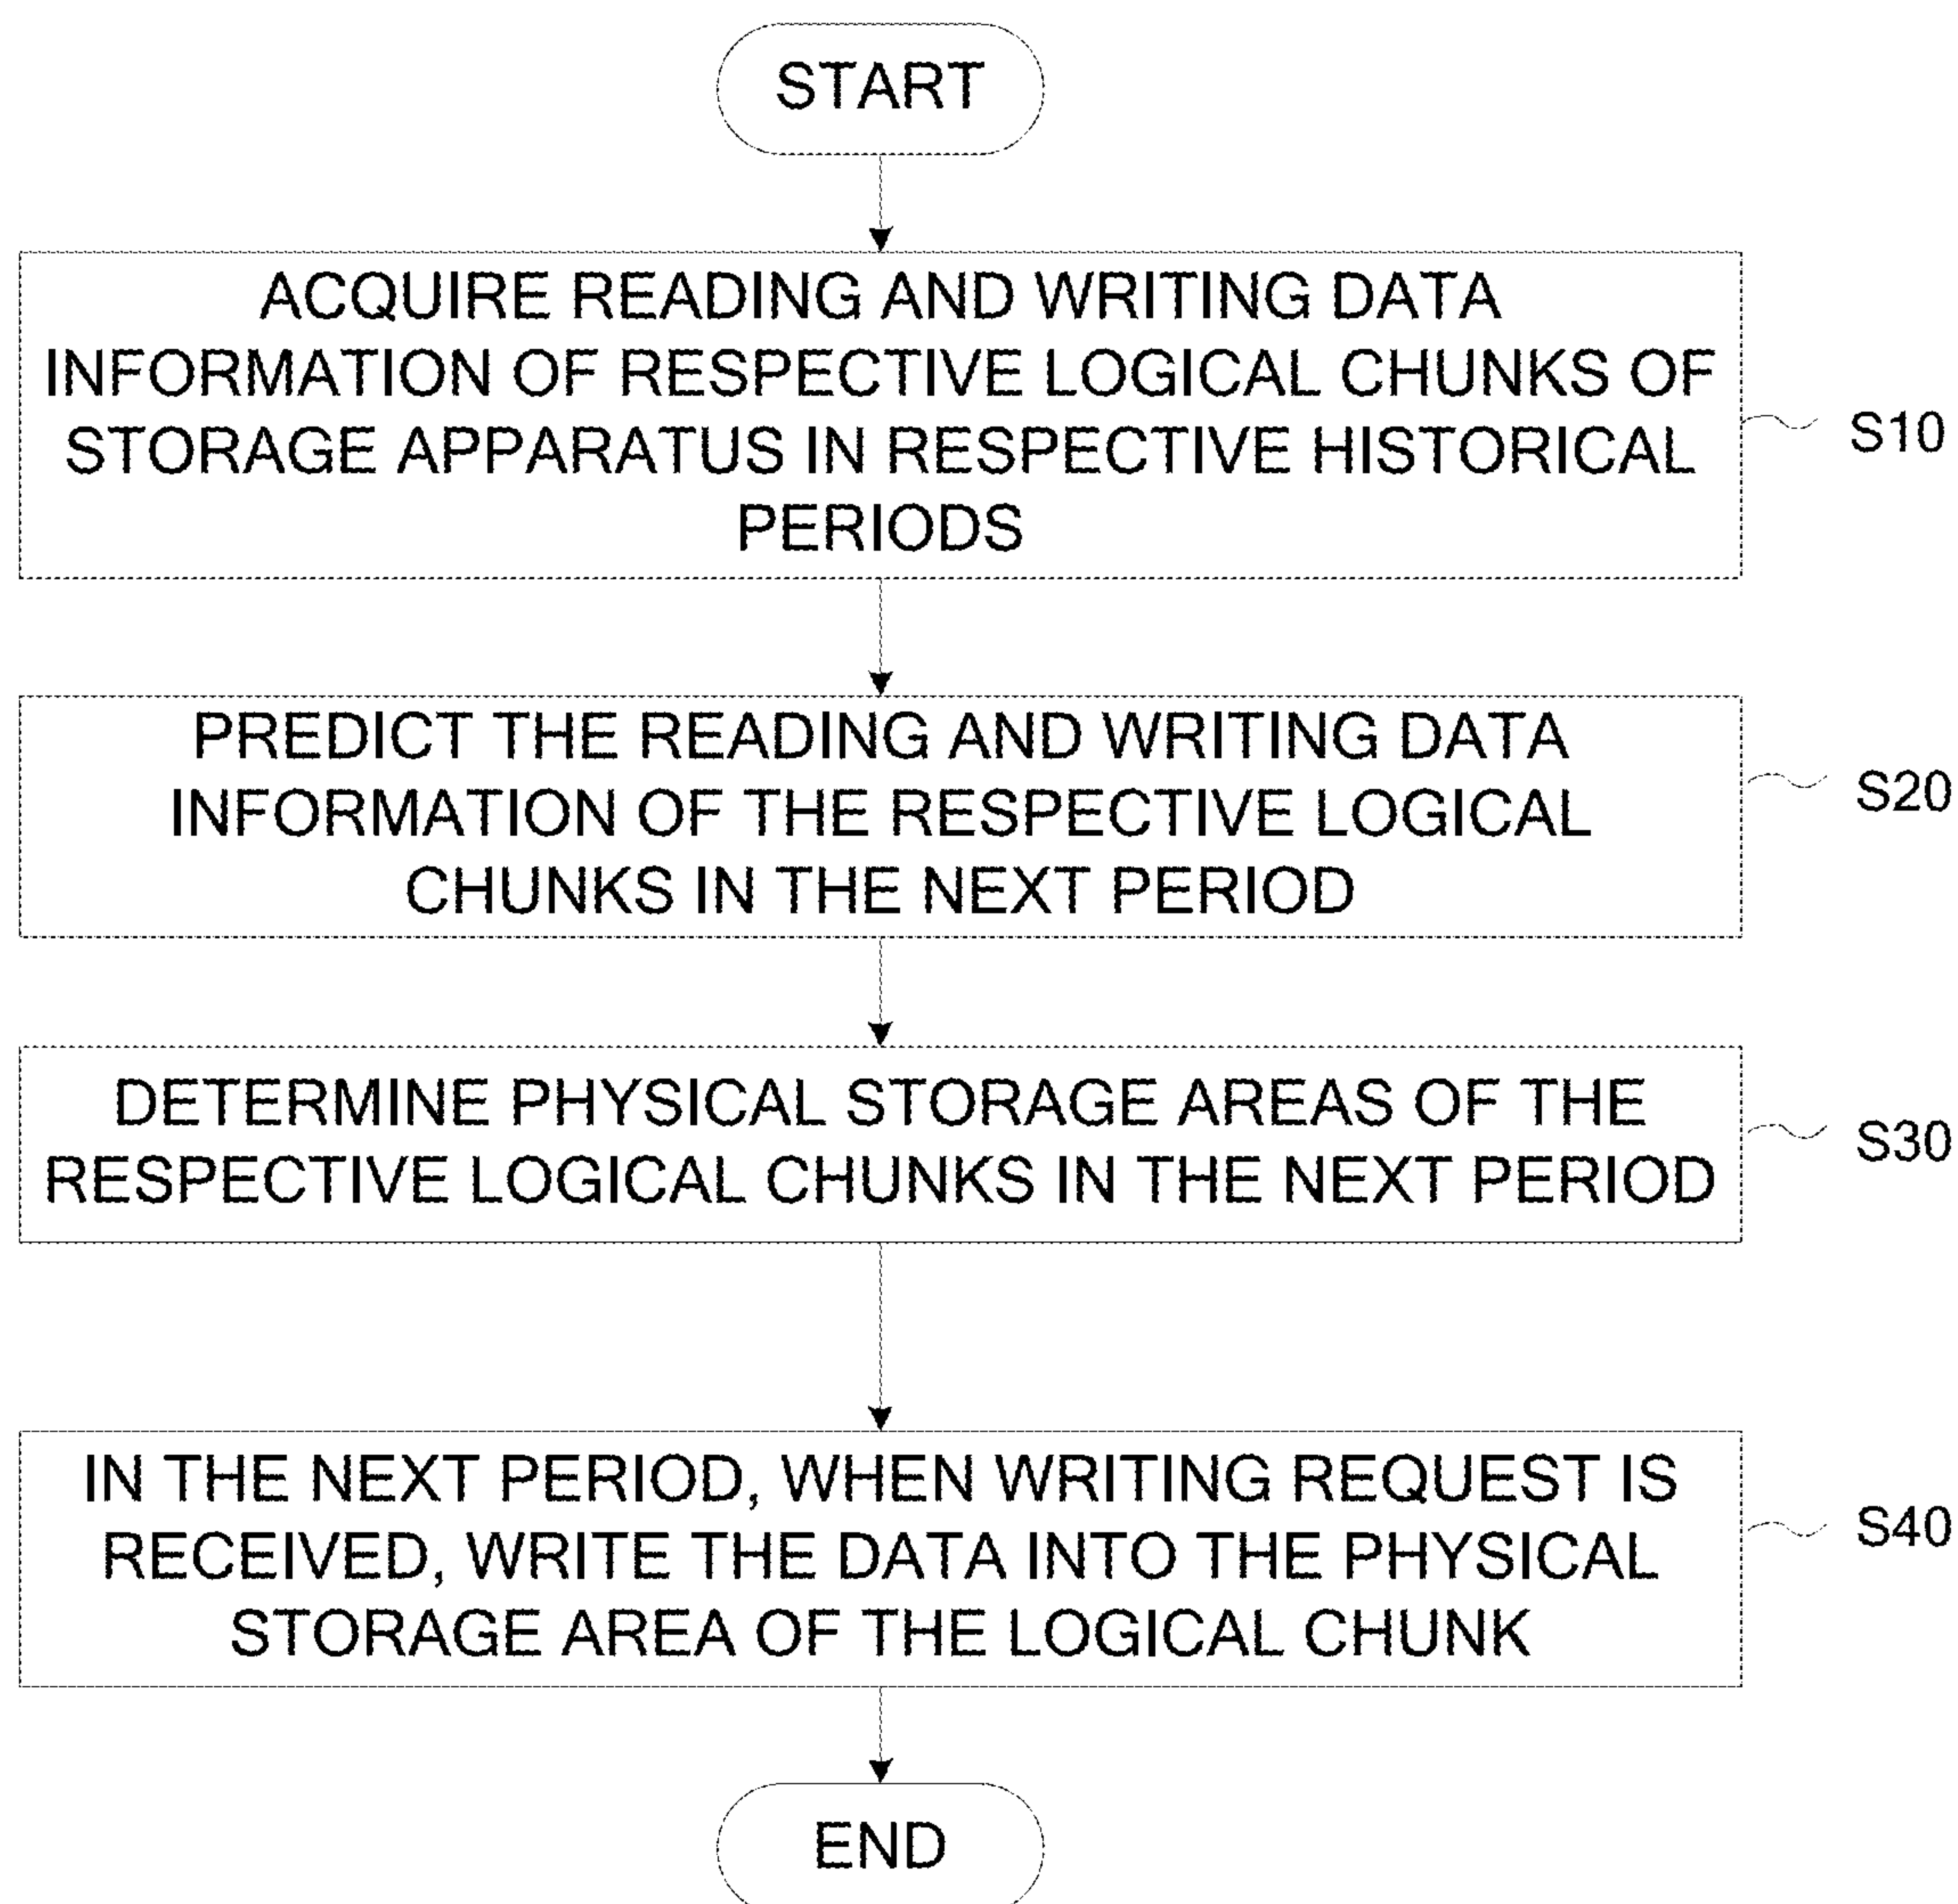 START
ACQUIRE READING AND WRITING DATA
INFORMATION OF RESPECTIVE LOGICAL CHUNKS OF
STORAGE APPARATUS IN RESPECTIVE HISTORICAL
PERIODS
S10
PREDICT THE READING AND WRITING DATA
INFORMATION OF THE RESPECTIVE LOGICAL
CHUNKS IN THE NEXT PERIOD
S20
DETERMINE PHYSICAL STORAGE AREAS OF THE
RESPECTIVE LOGICAL CHUNKS IN THE NEXT PERIOD
S30
IN THE NEXT PERIOD, WHEN WRITING REQUEST IS
RECEIVED, WRITE THE DATA INTO THE PHYSICAL
STORAGE AREA OF THE LOGICAL CHUNK
S40
END